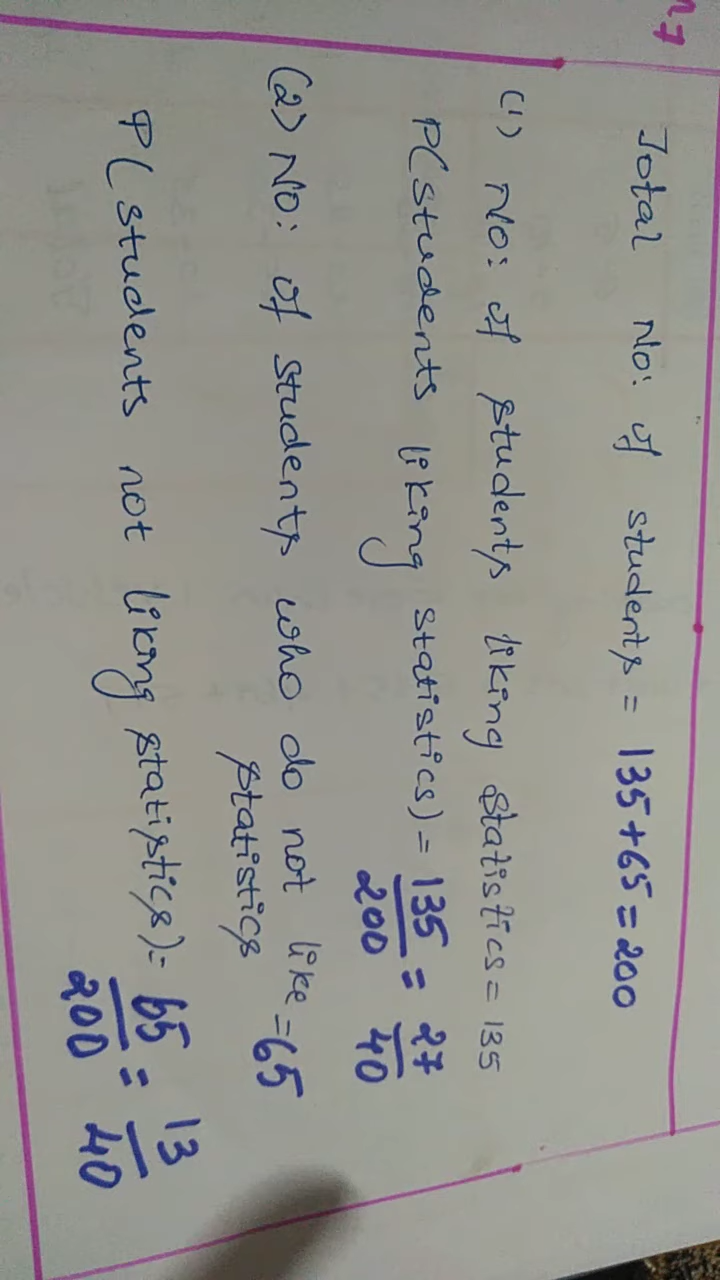 n7
Total No: of students = 135+65=200
(1) No: of students liking statistics = 135
P(students liking statistics) = 135/200 = 27/40
(2) No: of students who do not like = 65
statistics
P(students not liking statistics) = 65/200 = 13/40